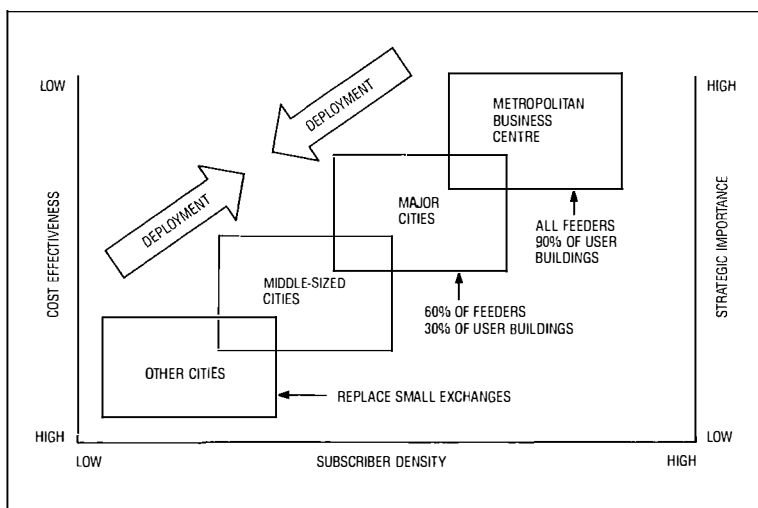 LOW
HIGH
DEPLOYMENT
METROPOLITAN
BUSINESS
CENTRE
DEPLOYMENT
MAJOR
CITIES
ALL FEEDERS
90% OF USER
BUILDINGS
COST EFFECTIVENESS
STRATEGIC IMPORTANCE
MIDDLE-SIZED
CITIES
60% OF FEEDERS
30% OF USER BUILDINGS
OTHER CITIES
REPLACE SMALL EXCHANGES
HIGH
LOW
LOW
SUBSCRIBER DENSITY
HIGH